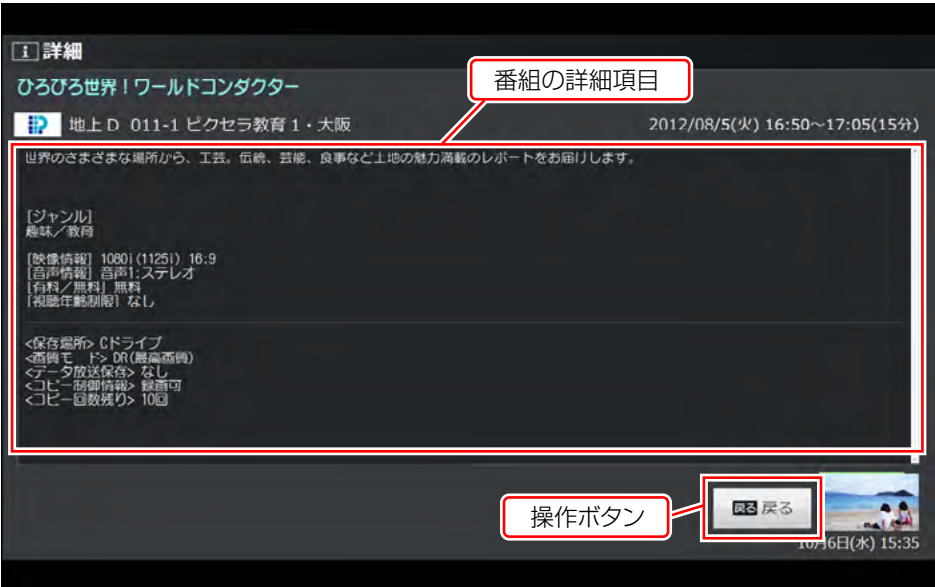 i 詳細
ひろびろ世界！ワールドコンダクター
番組の詳細項目
地上D 011-1 ピクセラ教育1・大阪
2012/08/5(火) 16:50～17:05(15分)
世界のさまざまな場所から、工芸。伝統、芸能、食事など土地の魅力満載のレポートをお届けします。
[ジャンル]
趣味／教育
[映像情報] 1080i(1125i) 16:9
[音声情報] 音声1:ステレオ
[有料／無料] 無料
[視聴年齢制限] なし
<保存場所> Cドライブ
<画質モード> DR(最高画質)
<データ放送保存> なし
<コピー制御情報> 録画可
<コピー回数残り> 10回
操作ボタン
戻る 戻る
10月6日(水) 15:35